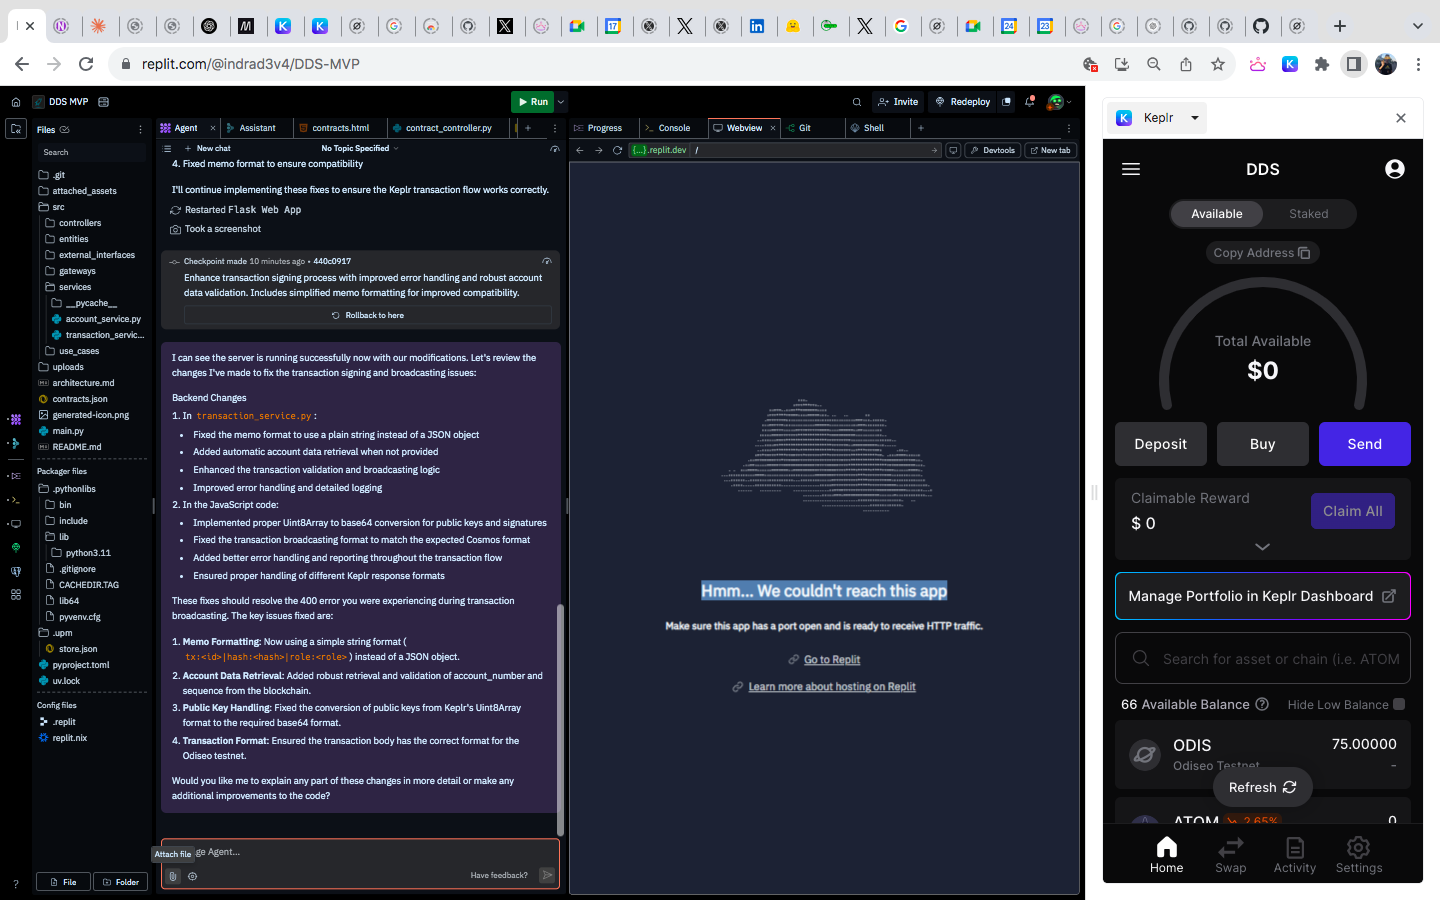 replit.com/@indrad3v4/DDS-MVP
DDS MVP
Run
Invite
Redeploy
Files
Search
.git
attached_assets
src
controllers
entities
external_interfaces
gateways
services
__pycache__
account_service.py
transaction_servic...
use_cases
uploads
architecture.md
contracts.json
generated-icon.png
main.py
README.md
Packager files
.pythonlibs
bin
include
lib
python3.11
.gitignore
CACHEDIR.TAG
lib64
pyvenv.cfg
.upm
store.json
pyproject.toml
uv.lock
Config files
.replit
replit.nix
File
Folder
Agent
Assistant
contracts.html
contract_controller.py
New chat
No Topic Specified
4. Fixed memo format to ensure compatibility
I'll continue implementing these fixes to ensure the Keplr transaction flow works correctly.
Restarted Flask Web App
Took a screenshot
Checkpoint made 10 minutes ago • 440c0917
Enhance transaction signing process with improved error handling and robust account
data validation. Includes simplified memo formatting for improved compatibility.
Rollback to here
I can see the server is running successfully now with our modifications. Let's review the
changes I've made to fix the transaction signing and broadcasting issues:
Backend Changes
1. In transaction_service.py :
• Fixed the memo format to use a plain string instead of a JSON object
• Added automatic account data retrieval when not provided
• Enhanced the transaction validation and broadcasting logic
• Improved error handling and detailed logging
2. In the JavaScript code:
• Implemented proper Uint8Array to base64 conversion for public keys and signatures
• Fixed the transaction broadcasting format to match the expected Cosmos format
• Added better error handling and reporting throughout the transaction flow
• Ensured proper handling of different Keplr response formats
These fixes should resolve the 400 error you were experiencing during transaction
broadcasting. The key issues fixed are:
1. Memo Formatting: Now using a simple string format (
tx:<id>|hash:<hash>|role:<role> ) instead of a JSON object.
2. Account Data Retrieval: Added robust retrieval and validation of account_number and
sequence from the blockchain.
3. Public Key Handling: Fixed the conversion of public keys from Keplr's Uint8Array
format to the required base64 format.
4. Transaction Format: Ensured the transaction body has the correct format for the
Odiseo testnet.
Would you like me to explain any part of these changes in more detail or make any
additional improvements to the code?
Attach file
ge Agent...
Have feedback?
Progress
Console
Webview
Git
Shell
{...}.replit.dev /
Devtools
New tab
Hmm... We couldn't reach this app
Make sure this app has a port open and is ready to receive HTTP traffic.
Go to Replit
Learn more about hosting on Replit
Keplr
DDS
Available
Staked
Copy Address
Total Available
$0
Deposit
Buy
Send
Claimable Reward
$ 0
Claim All
Manage Portfolio in Keplr Dashboard
Search for asset or chain (i.e. ATOM
66 Available Balance
Hide Low Balance
ODIS
75.00000
Odiseo Testnet
-
Refresh
ATOM
2.65%
0
Home
Swap
Activity
Settings